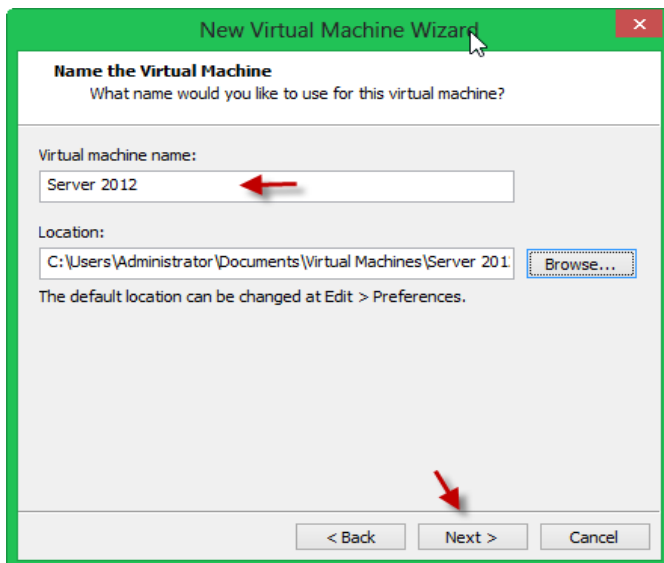 New Virtual Machine Wizard
Name the Virtual Machine
What name would you like to use for this virtual machine?
Virtual machine name:
Server 2012
Location:
C:\Users\Administrator\Documents\Virtual Machines\Server 201
Browse...
The default location can be changed at Edit > Preferences.
< Back
Next >
Cancel